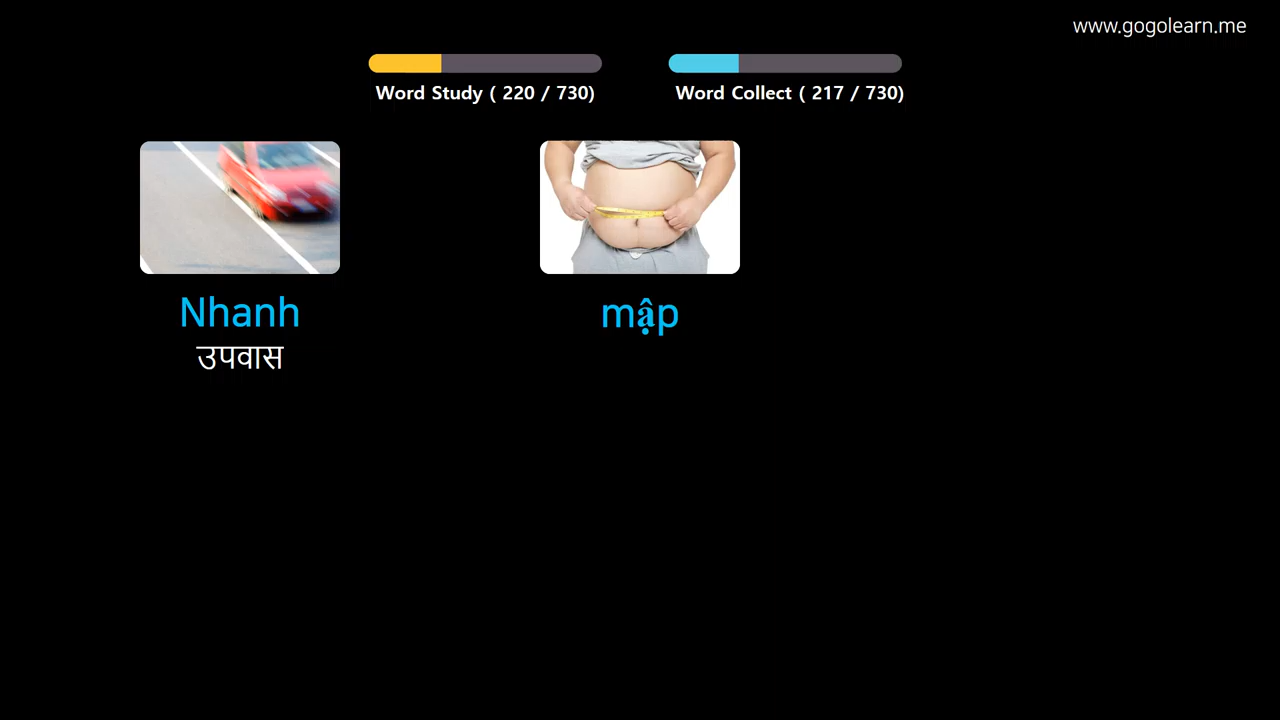 www.gogolearn.me
Word Study ( 220 / 730)
Word Collect ( 217 / 730)
Nhanh
उपवास
mập